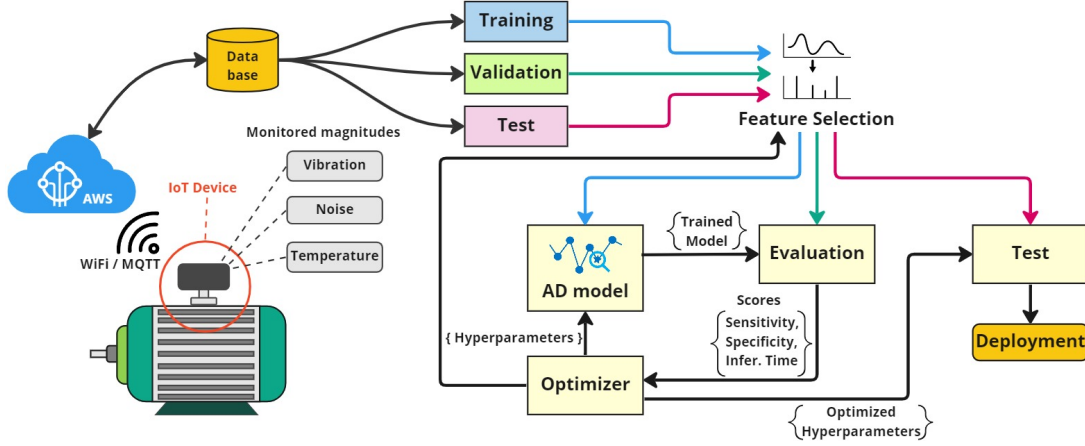 Training
Data
base
Validation
Test
Feature Selection
Monitored magnitudes
Vibration
Noise
Temperature
AWS
IoT Device
WiFi / MQTT
{Trained
Model}
AD model
Evaluation
Test
Scores
{Sensitivity,
Specificity,
Infer. Time}
{ Hyperparameters }
Optimizer
Deployment
{Optimized
Hyperparameters}